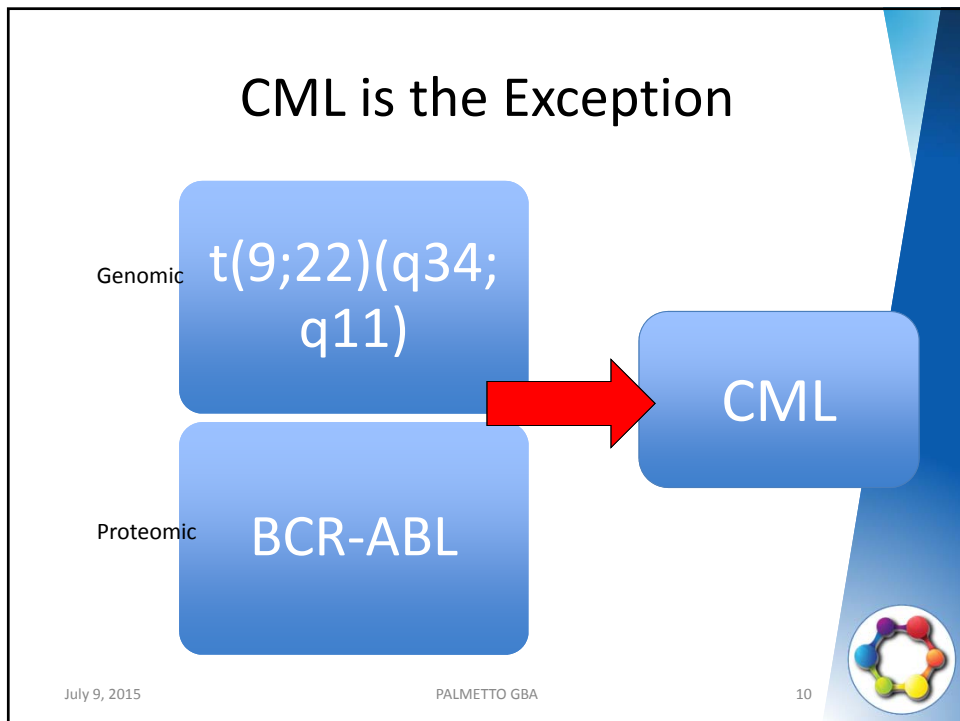 CML is the Exception
Genomic
t(9;22)(q34;
q11)
CML
Proteomic
BCR-ABL
July 9, 2015
PALMETTO GBA
10